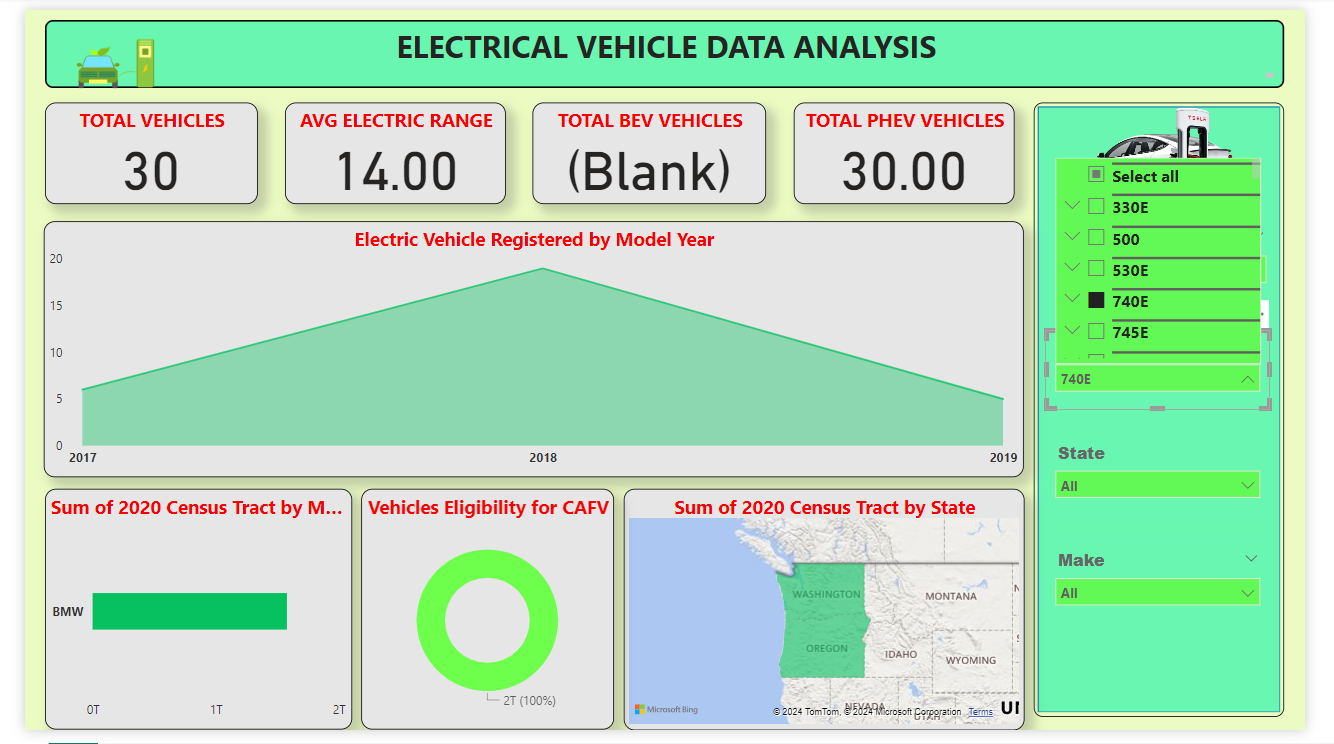 ELECTRICAL VEHICLE DATA ANALYSIS
TOTAL VEHICLES
30
AVG ELECTRIC RANGE
14.00
TOTAL BEV VEHICLES
(Blank)
TOTAL PHEV VEHICLES
30.00
TESLA
Select all
330E
500
530E
740E
745E
740E
State
All
Make
All
Electric Vehicle Registered by Model Year
20
15
10
5
0
2017
2018
2019
Sum of 2020 Census Tract by M...
BMW
0T
1T
2T
Vehicles Eligibility for CAFV
2T (100%)
Sum of 2020 Census Tract by State
WASHINGTON
MONTANA
OREGON
IDAHO
WYOMING
NEVADA
UTAH
Microsoft Bing
© 2024 TomTom, © 2024 Microsoft Corporation Terms